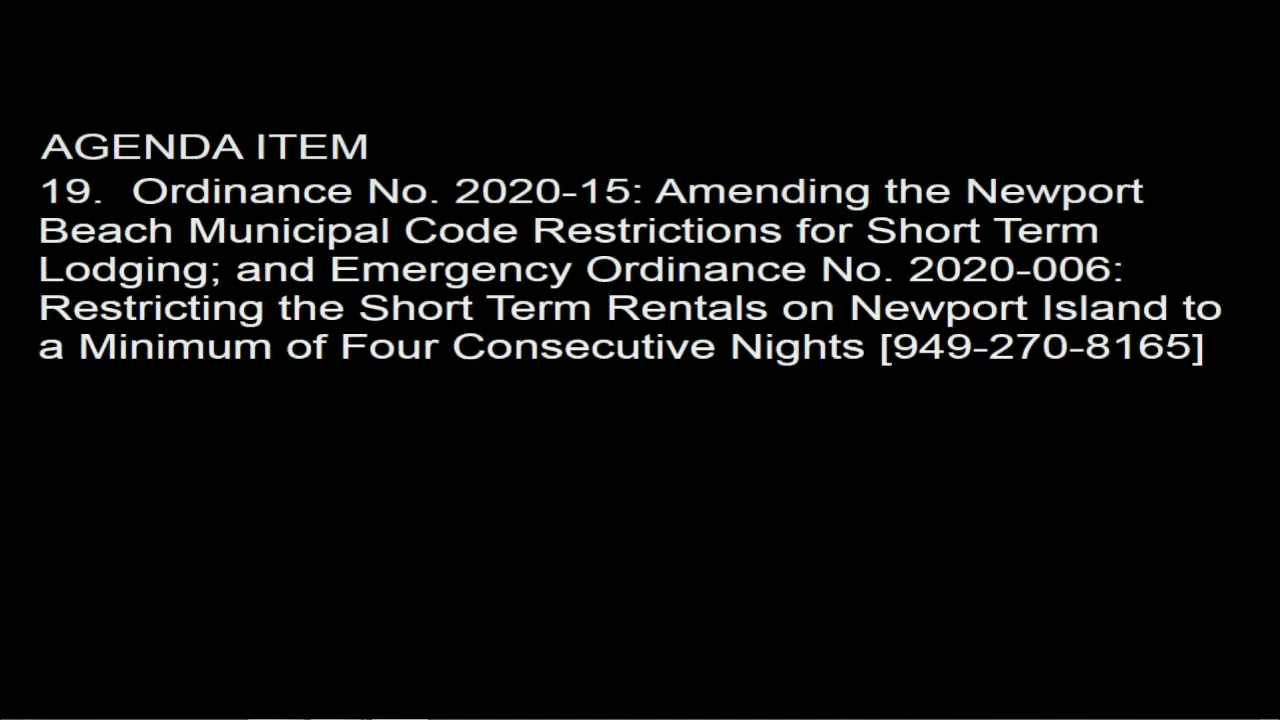 AGENDA ITEM
19. Ordinance No. 2020-15: Amending the Newport
Beach Municipal Code Restrictions for Short Term
Lodging; and Emergency Ordinance No. 2020-006:
Restricting the Short Term Rentals on Newport Island to
a Minimum of Four Consecutive Nights [949-270-8165]